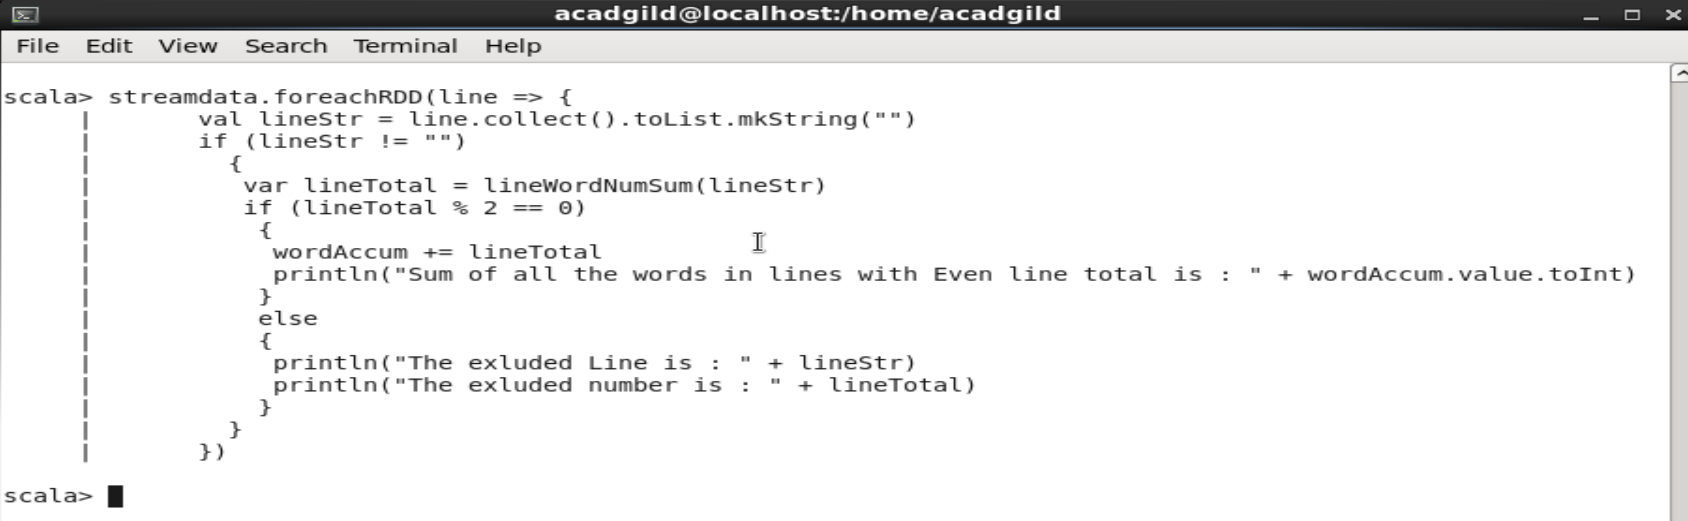 acadgild@localhost:/home/acadgild
File Edit View Search Terminal Help
scala> streamdata.foreachRDD(line => {
     |       val lineStr = line.collect().toList.mkString("")
     |       if (lineStr != "")
     |         {
     |          var lineTotal = lineWordNumSum(lineStr)
     |          if (lineTotal % 2 == 0)
     |           {
     |            wordAccum += lineTotal
     |            println("Sum of all the words in lines with Even line total is : " + wordAccum.value.toInt)
     |           }
     |           else
     |           {
     |            println("The exluded Line is : " + lineStr)
     |            println("The exluded number is : " + lineTotal)
     |           }
     |         }
     |       })
scala>